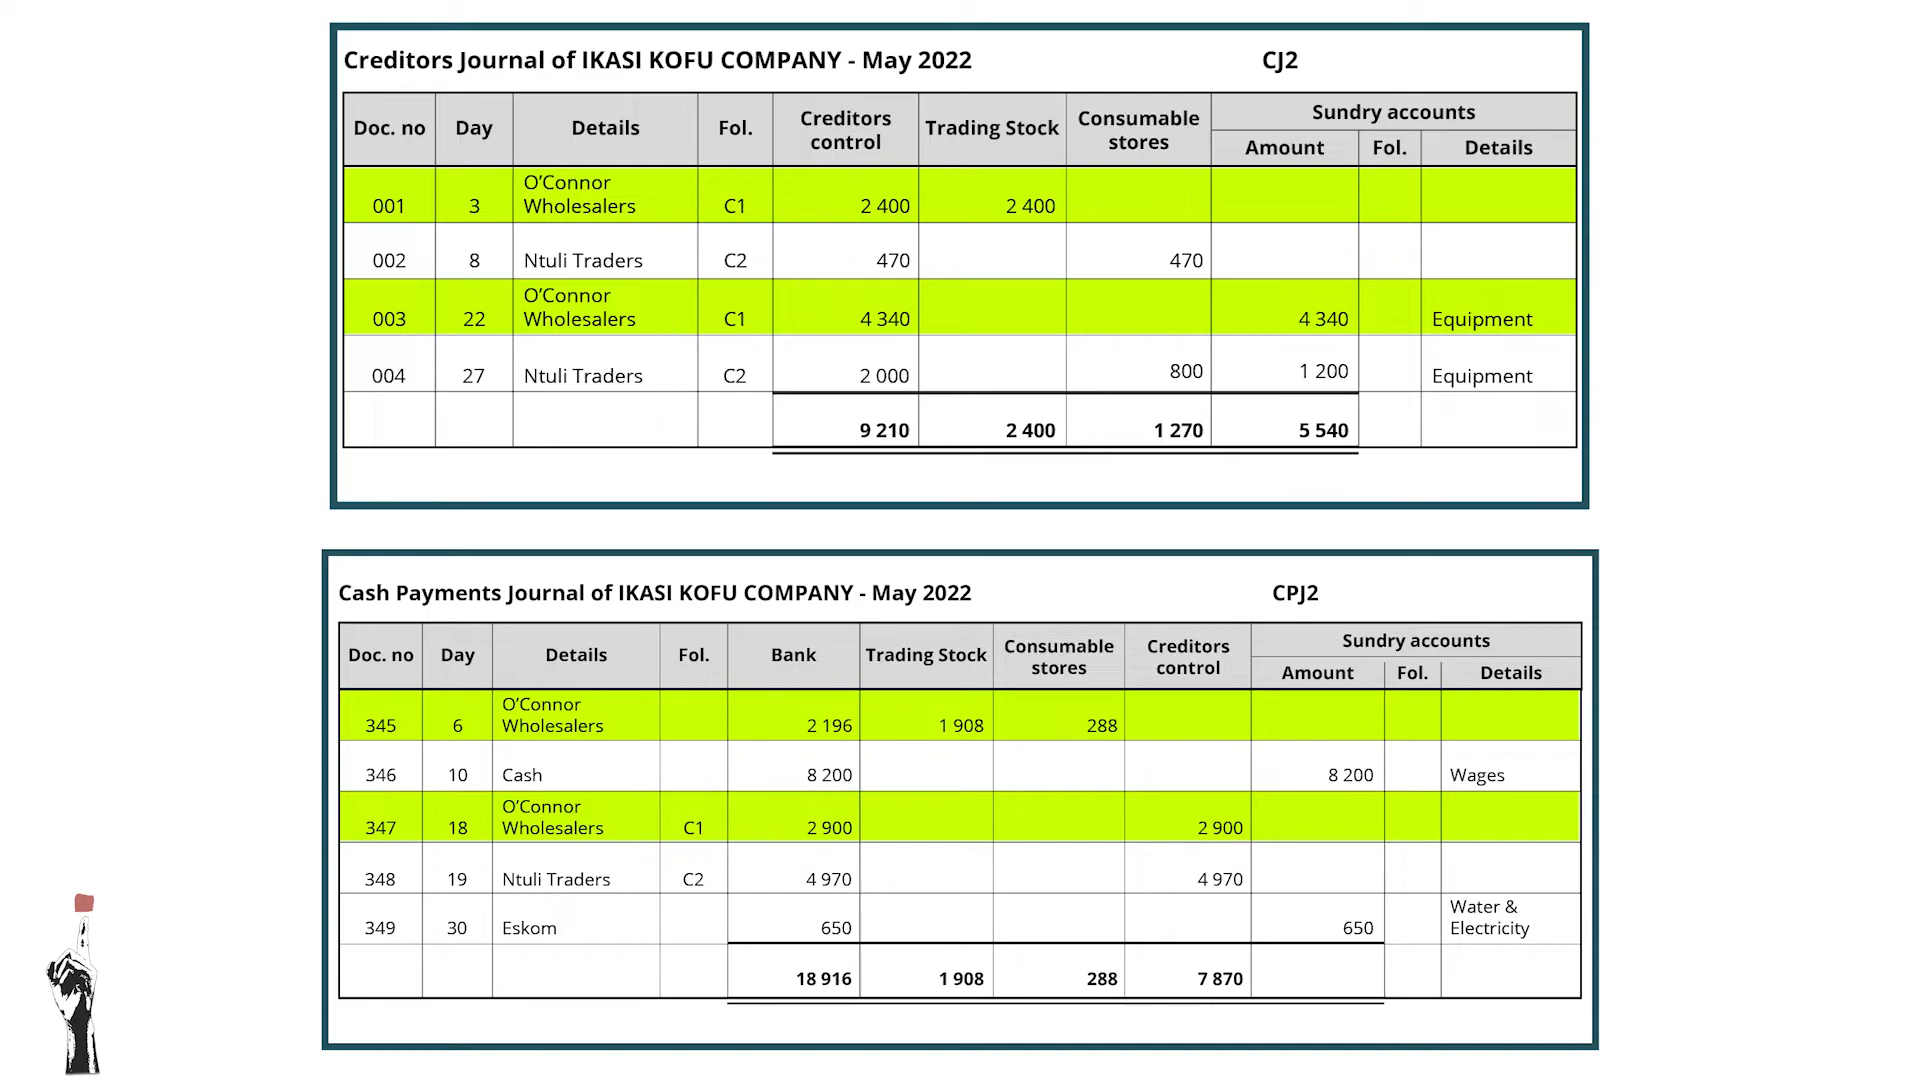 Creditors Journal of IKASI KOFU COMPANY - May 2022 CJ2
Doc. no Day Details Fol. Creditors control Trading Stock Consumable stores Sundry accounts
Amount Fol. Details
001 3 O’Connor Wholesalers C1 2 400 2 400
002 8 Ntuli Traders C2 470 470
003 22 O’Connor Wholesalers C1 4 340 4 340 Equipment
004 27 Ntuli Traders C2 2 000 800 1 200 Equipment
9 210 2 400 1 270 5 540
Cash Payments Journal of IKASI KOFU COMPANY - May 2022 CPJ2
Doc. no Day Details Fol. Bank Trading Stock Consumable stores Creditors control Sundry accounts
Amount Fol. Details
345 6 O’Connor Wholesalers 2 196 1 908 288
346 10 Cash 8 200 8 200 Wages
347 18 O’Connor Wholesalers C1 2 900 2 900
348 19 Ntuli Traders C2 4 970 4 970
349 30 Eskom 650 650 Water & Electricity
18 916 1 908 288 7 870